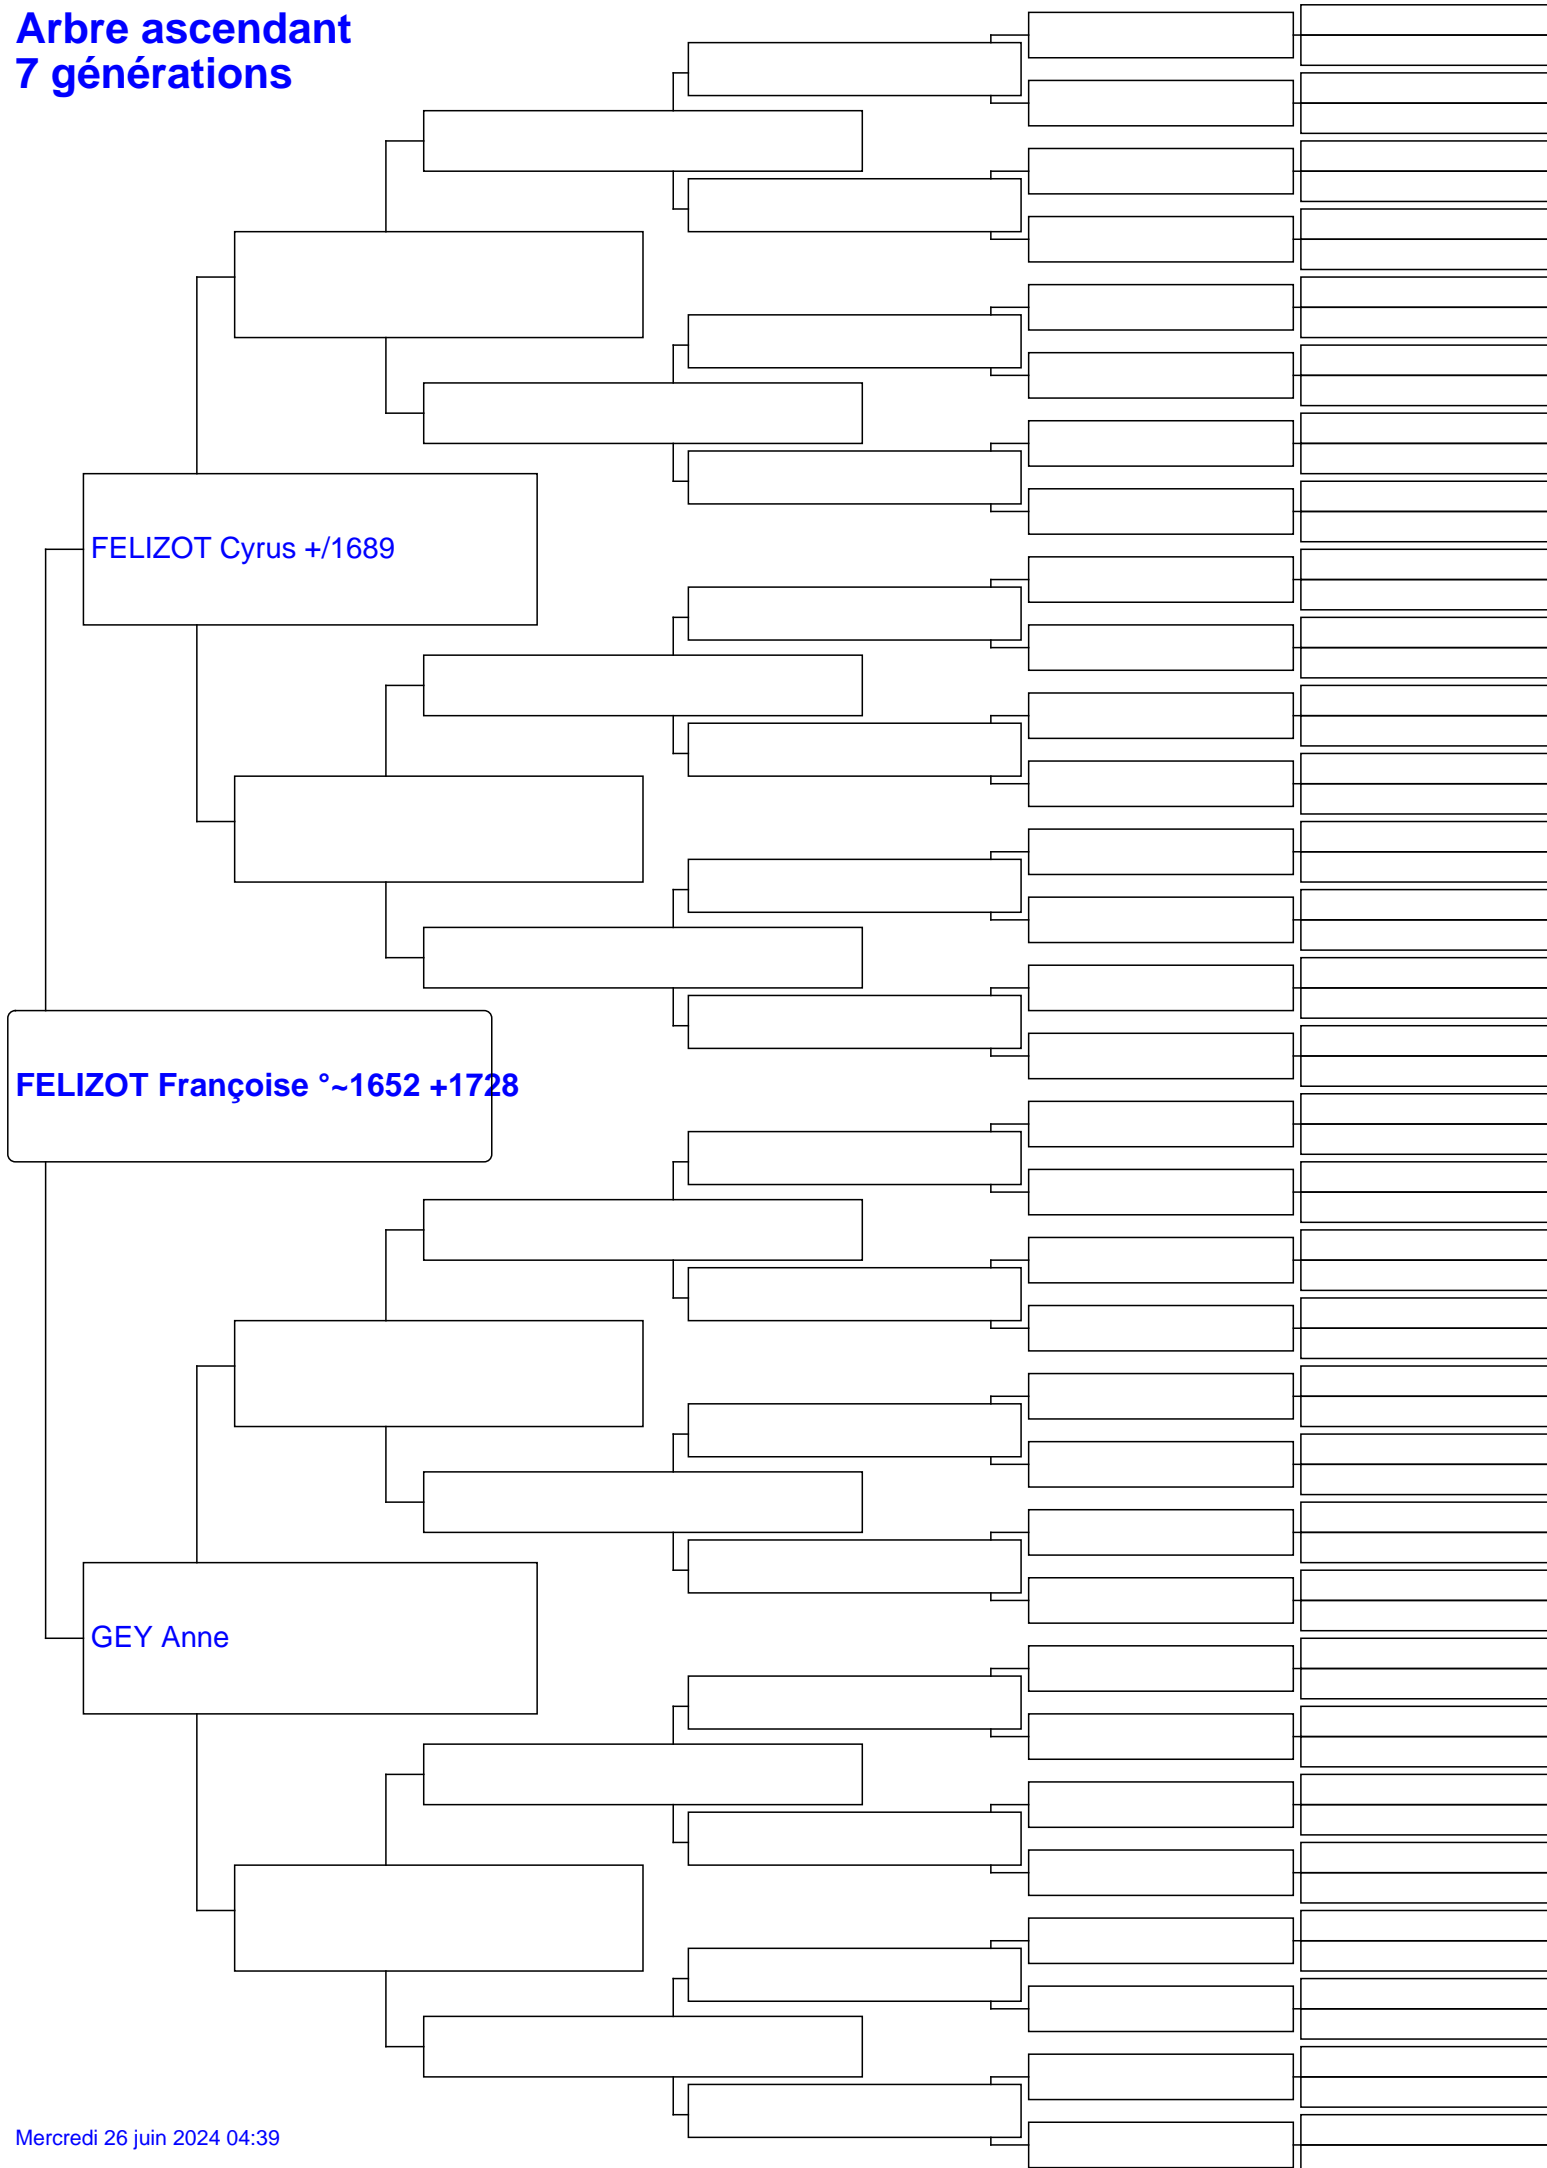 Arbre ascendant
7 générations
FELIZOT Cyrus +/1689
FELIZOT Françoise °~1652 +1728
GEY Anne
Mercredi 26 juin 2024 04:39